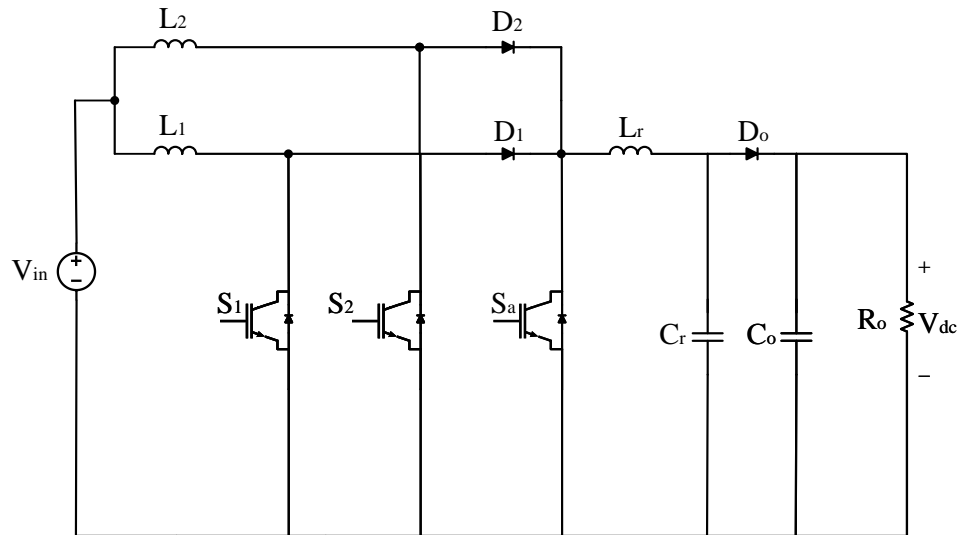 L2
D2
L1
D1
Lr
Do
Vin
+
−
S1
S2
Sa
Cr
Co
Ro
+
Vdc
−